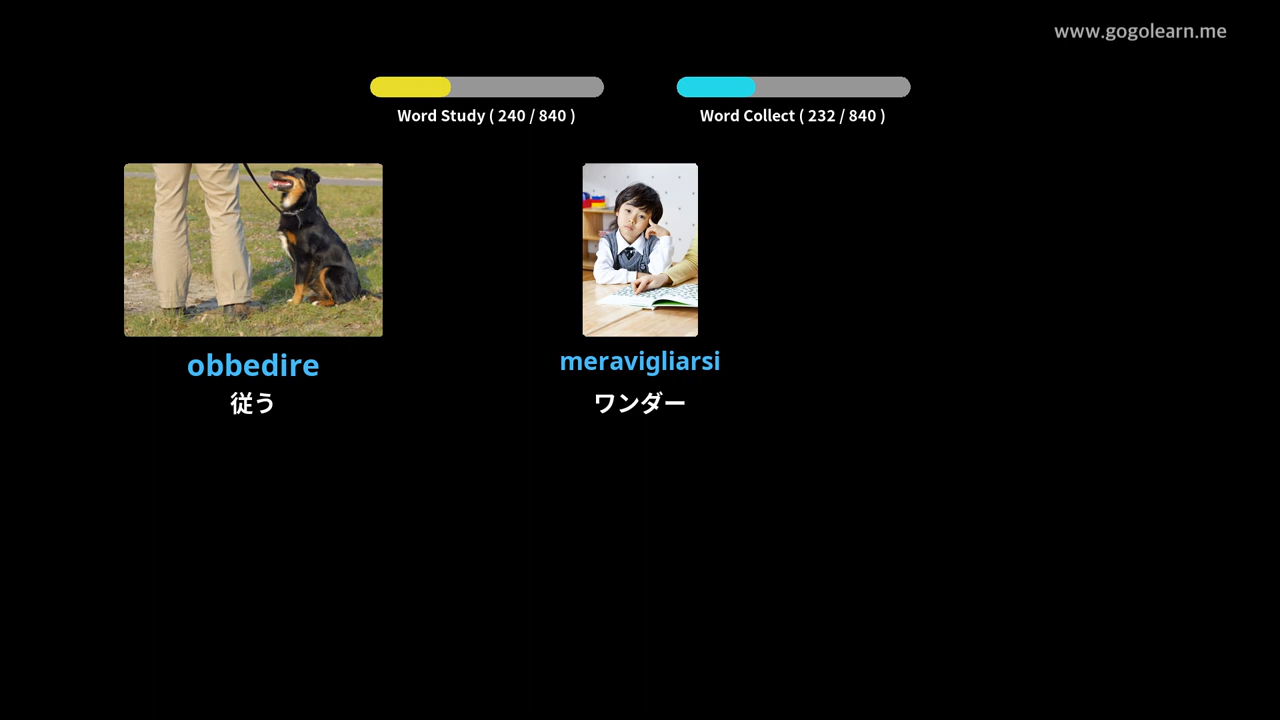 www.gogolearn.me
Word Study ( 240 / 840 )
Word Collect ( 232 / 840 )
obbedire
従う
meravigliarsi
ワンダー